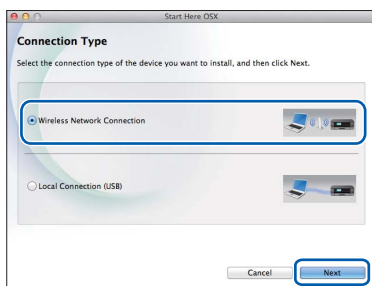 Start Here OSX
Connection Type
Select the connection type of the device you want to install, and then click Next.
Wireless Network Connection
Local Connection (USB)
Cancel
Next